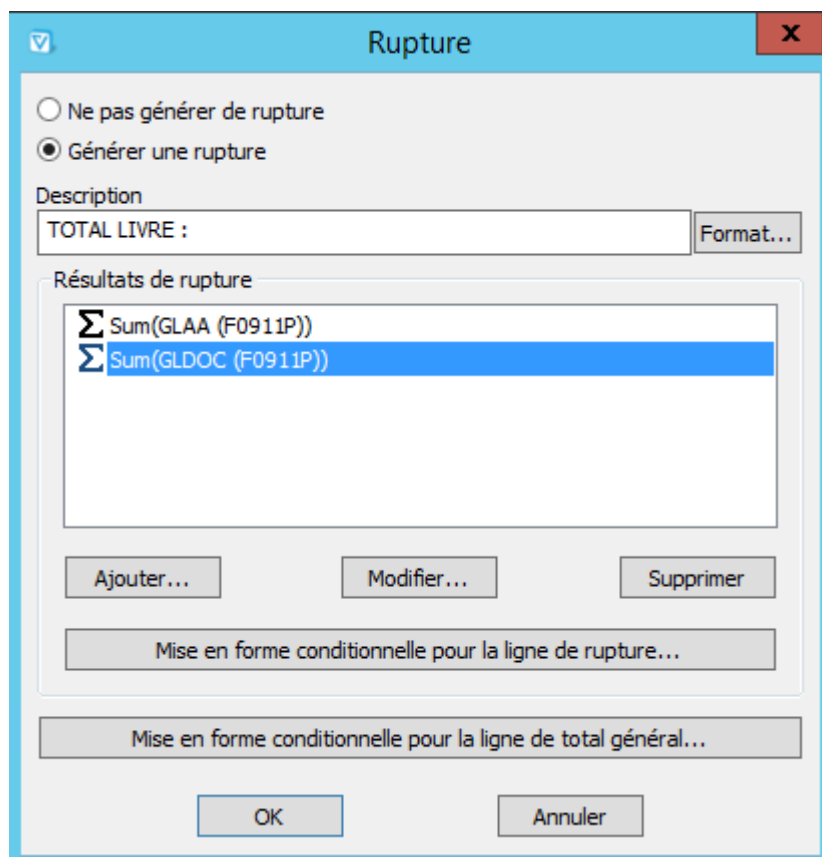 Rupture
X
Ne pas générer de rupture
Générer une rupture
Description
TOTAL LIVRE :
Format...
Résultats de rupture
Σ Sum(GLAA (F0911P))
Σ Sum(GLDOC (F0911P))
Ajouter...
Modifier...
Supprimer
Mise en forme conditionnelle pour la ligne de rupture...
Mise en forme conditionnelle pour la ligne de total général...
OK
Annuler